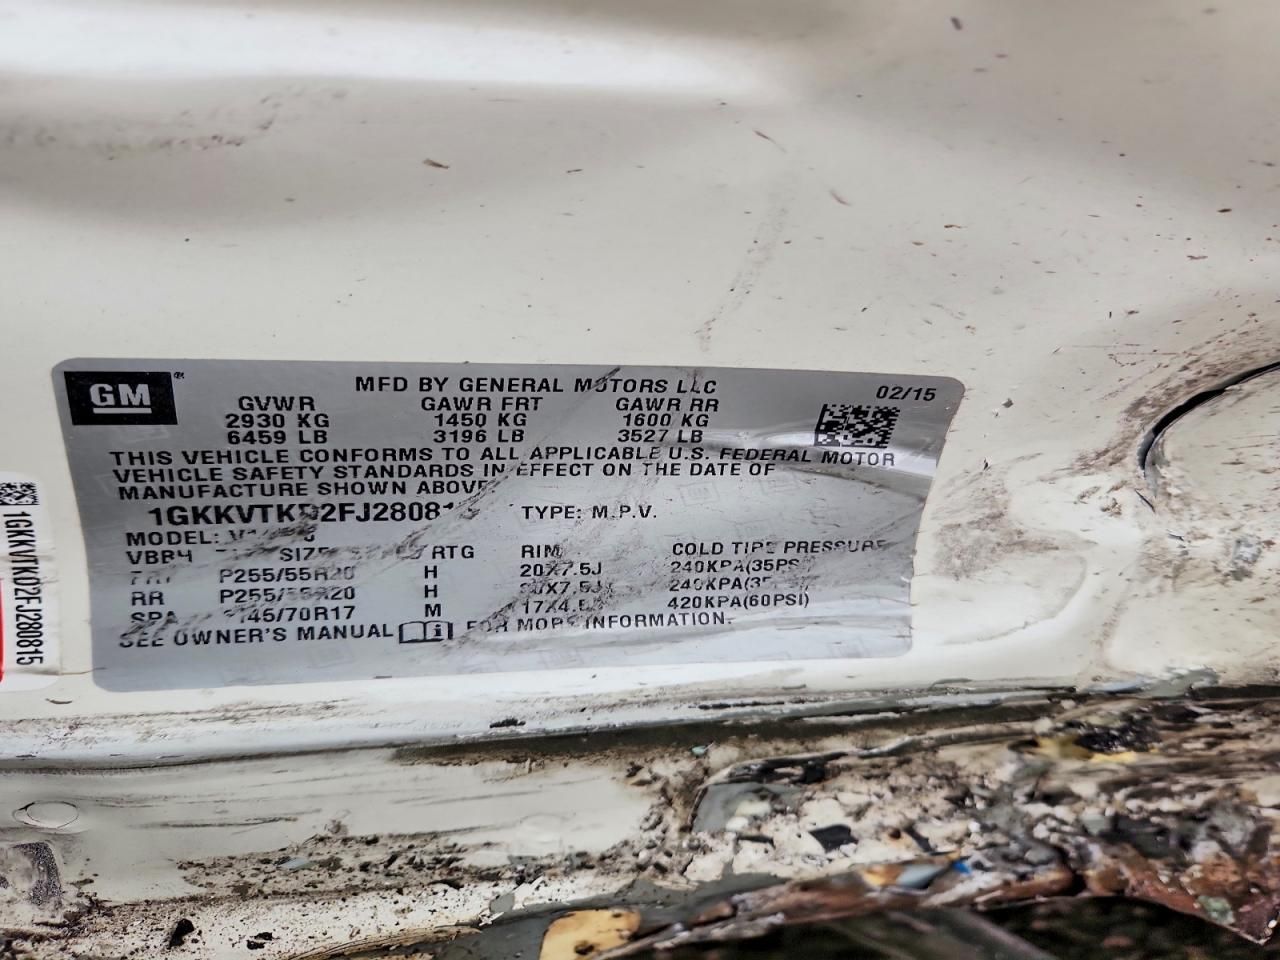 GM
MFD BY GENERAL MOTORS LLC
02/15
GVWR GAWR FRT GAWR RR
2930 KG 1450 KG 1600 KG
6459 LB 3196 LB 3527 LB
THIS VEHICLE CONFORMS TO ALL APPLICABLE U.S. FEDERAL MOTOR
VEHICLE SAFETY STANDARDS IN EFFECT ON THE DATE OF
MANUFACTURE SHOWN ABOVE
TYPE: M.P.V.
MODEL:
RTG RIM COLD TIRE PRESSURE
P255/55R20 H 20X7.5J 240KPA(35PSI
RR H
M 420KPA(60PSI)
SEE OWNER'S MANUAL FOR MORE INFORMATION.